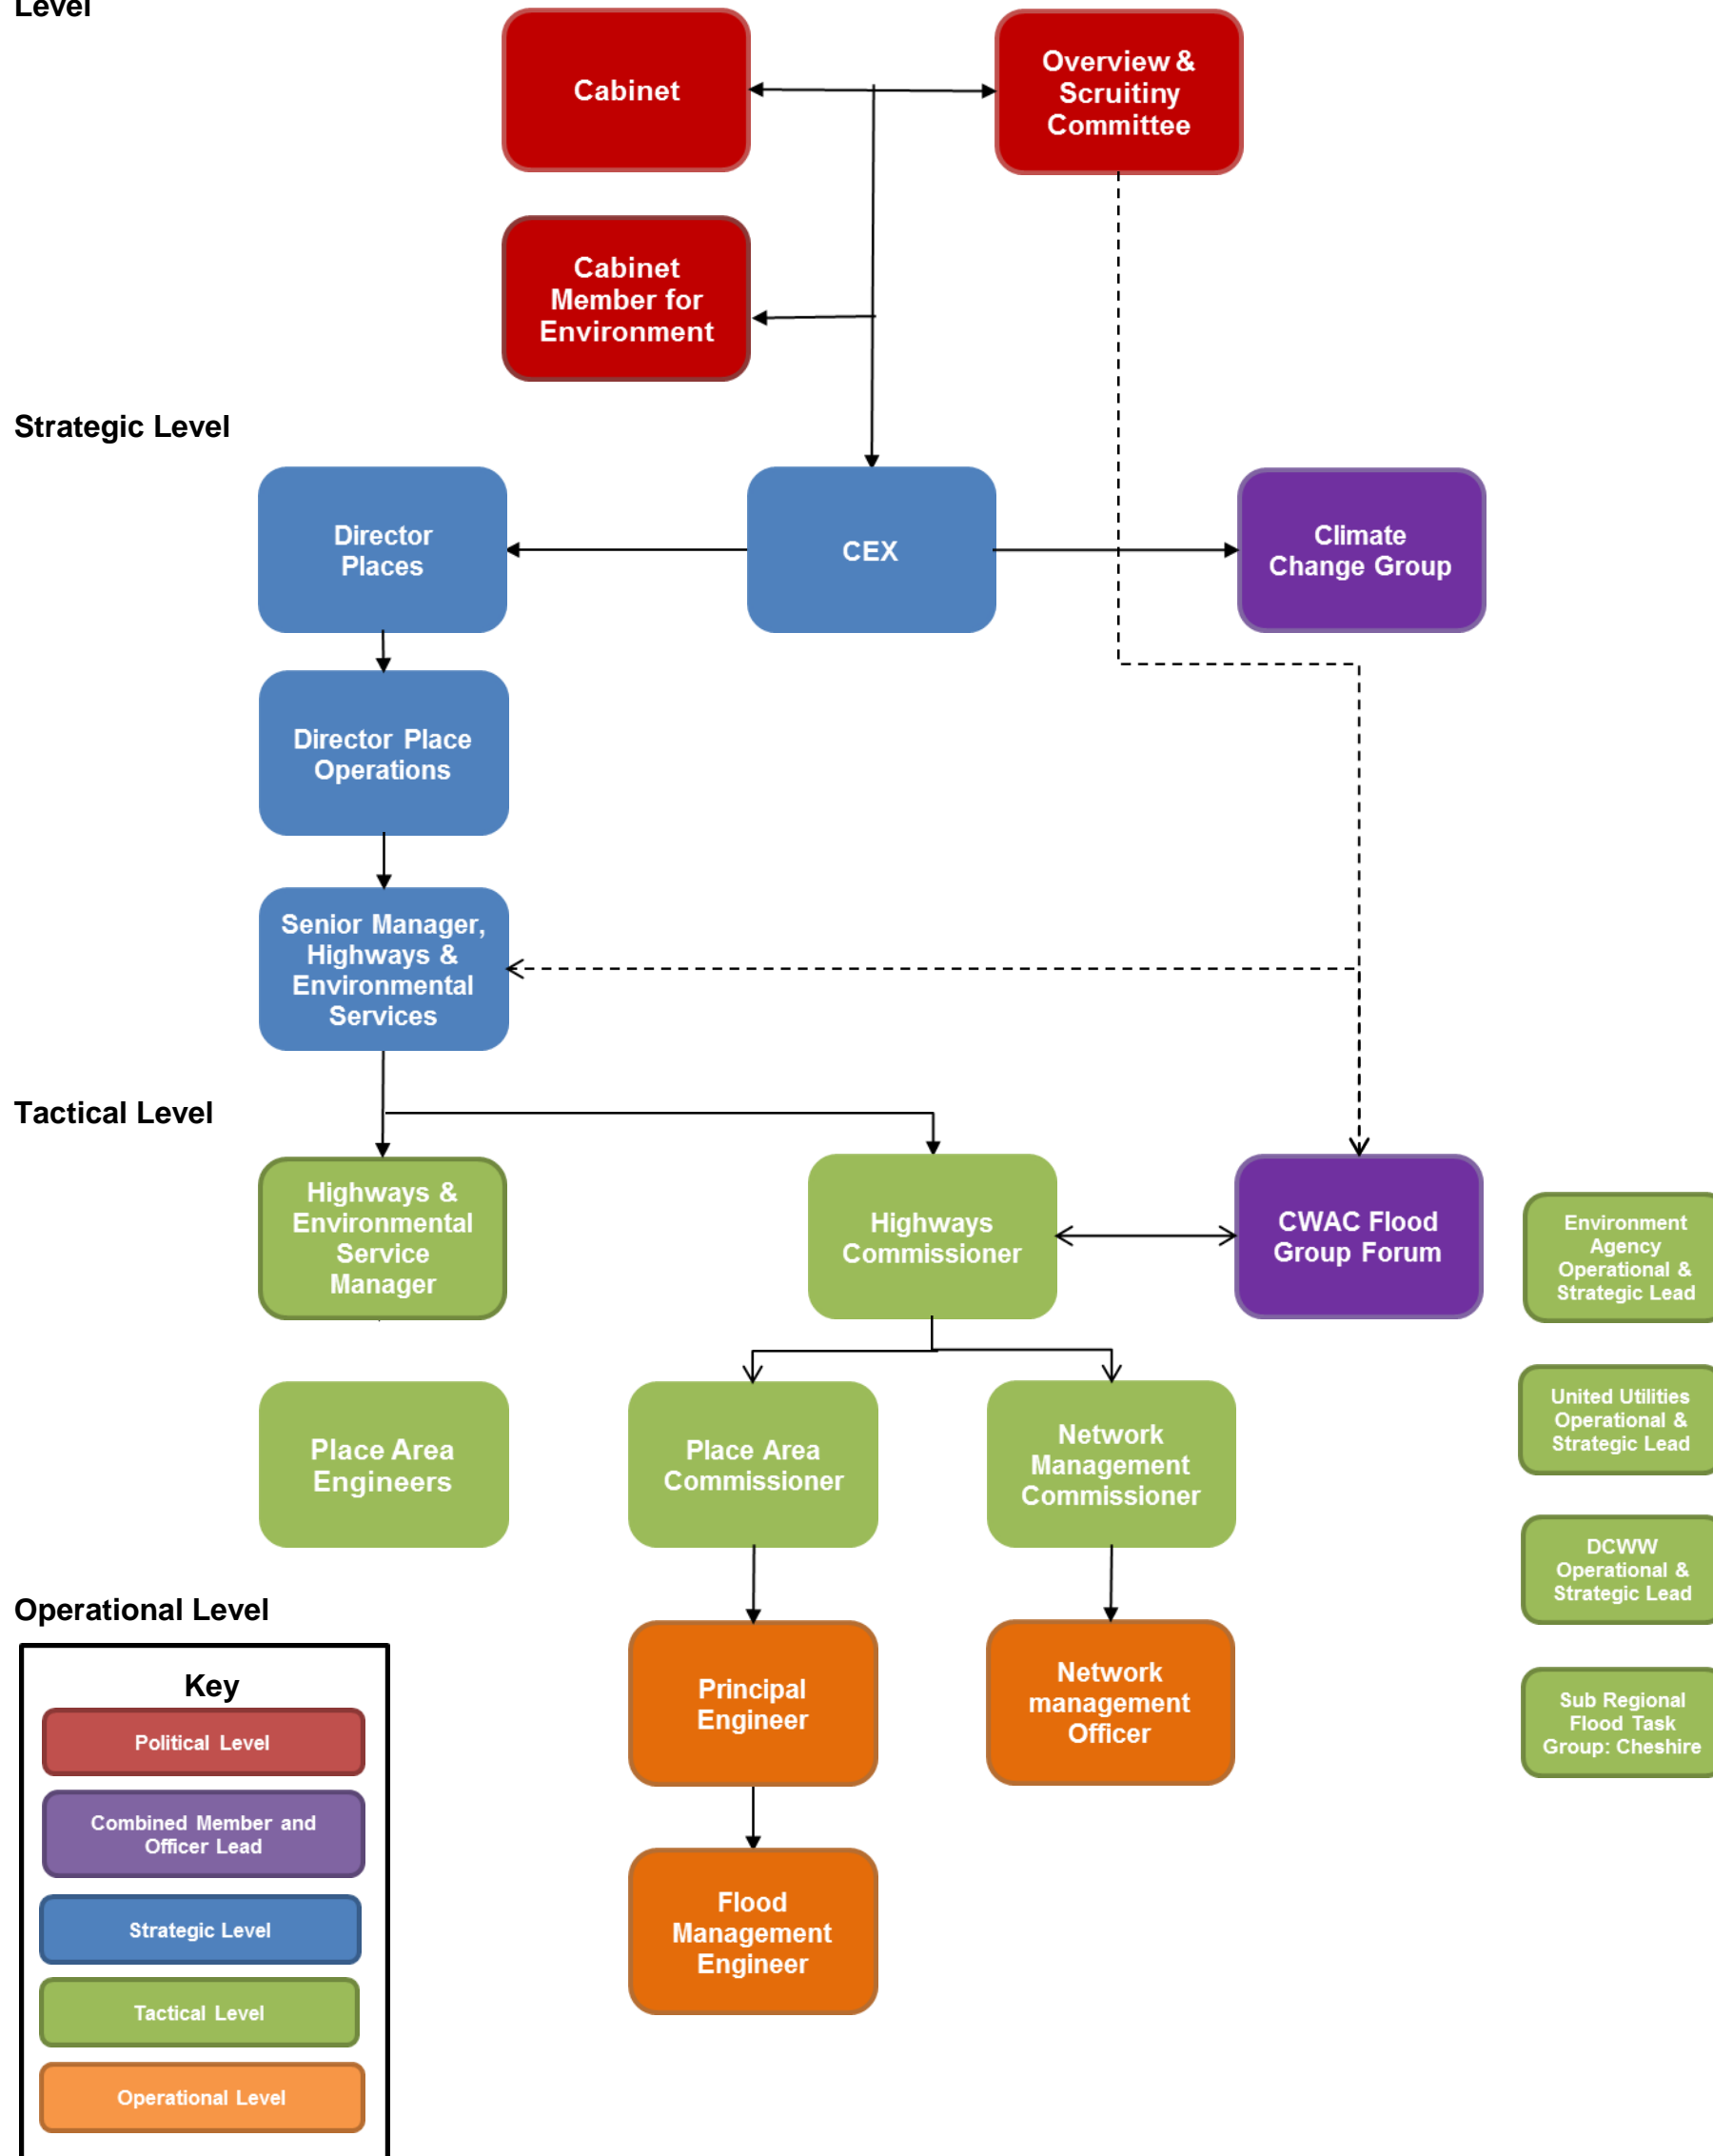 Level
Cabinet
Overview &
Scruitiny
Committee
Cabinet
Member for
Environment
Strategic Level
Director
Places
CEX
Climate
Change Group
Director Place
Operations
Senior Manager,
Highways &
Environmental
Services
Tactical Level
Highways &
Environmental
Service
Manager
Highways
Commissioner
CWAC Flood
Group Forum
Environment
Agency
Operational &
Strategic Lead
Place Area
Engineers
Place Area
Commissioner
Network
Management
Commissioner
United Utilities
Operational &
Strategic Lead
DCWW
Operational &
Strategic Lead
Operational Level
Principal
Engineer
Network
management
Officer
Sub Regional
Flood Task
Group: Cheshire
Flood
Management
Engineer
Key
Political Level
Combined Member and
Officer Lead
Strategic Level
Tactical Level
Operational Level